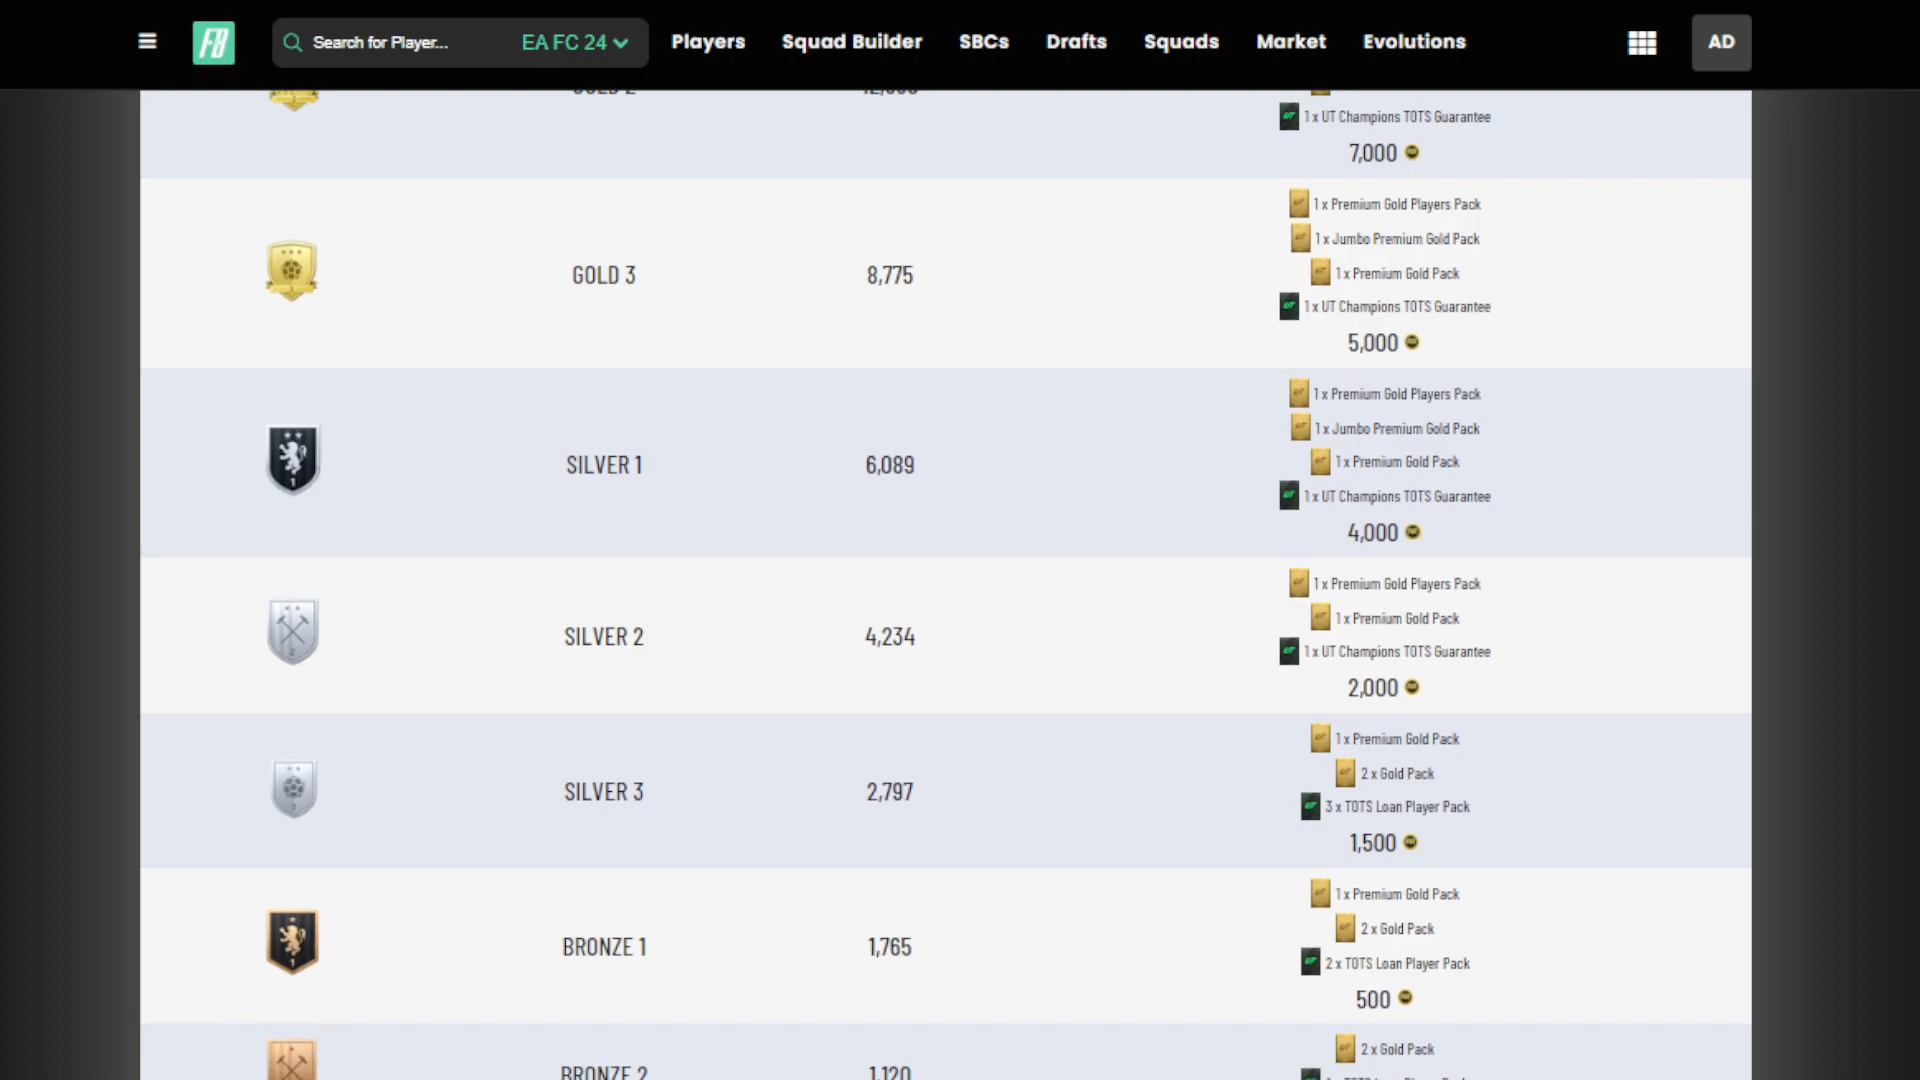 Search for Player... EA FC 24 Players Squad Builder SBCs Drafts Squads Market Evolutions AD
1 x UT Champions TOTS Guarantee
7,000
1 x Premium Gold Players Pack
1 x Jumbo Premium Gold Pack
GOLD 3 8,775 1 x Premium Gold Pack
1 x UT Champions TOTS Guarantee
5,000
1 x Premium Gold Players Pack
1 x Jumbo Premium Gold Pack
SILVER 1 6,089 1 x Premium Gold Pack
1 x UT Champions TOTS Guarantee
4,000
1 x Premium Gold Players Pack
1 x Premium Gold Pack
SILVER 2 4,234
1 x UT Champions TOTS Guarantee
2,000
1 x Premium Gold Pack
2 x Gold Pack
SILVER 3 2,797
3 x TOTS Loan Player Pack
1,500
1 x Premium Gold Pack
2 x Gold Pack
BRONZE 1 1,765
2 x TOTS Loan Player Pack
500
2 x Gold Pack
BRONZE 2 1,120